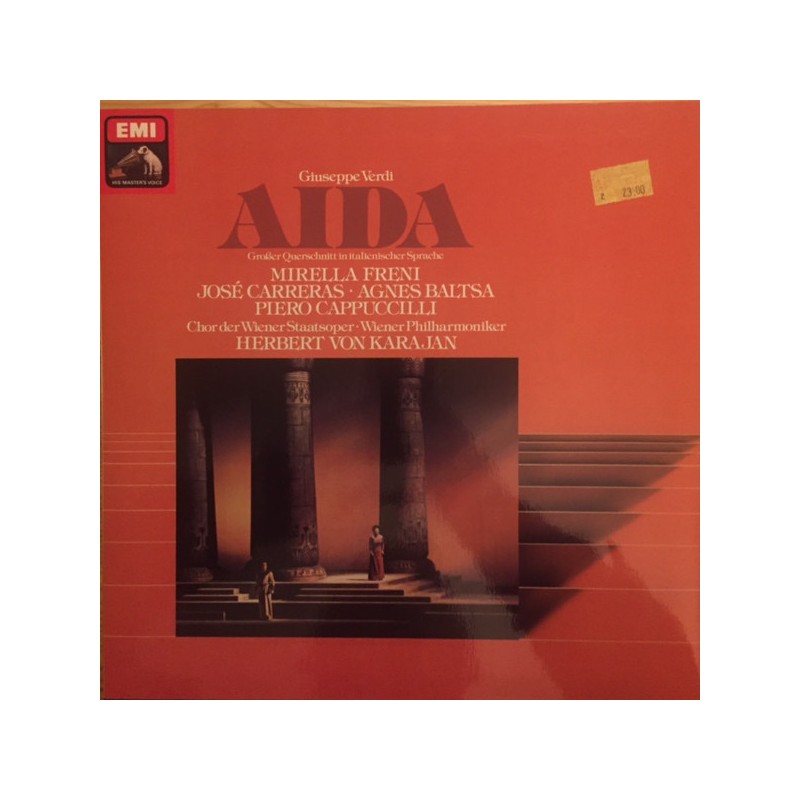 EMI
HIS MASTER'S VOICE
Giuseppe Verdi
AIDA
Großer Querschnitt in italienischer Sprache
MIRELLA FRENI
JOSÉ CARRERAS · AGNES BALTSA
PIERO CAPPUCCILLI
Chor der Wiener Staatsoper · Wiener Philharmoniker
HERBERT VON KARAJAN
23.00